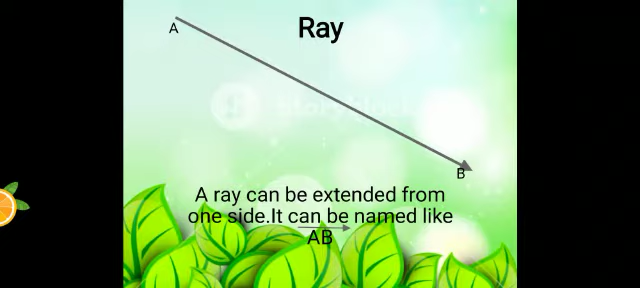 Ray
A
B
A ray can be extended from
one side.It can be named like
AB